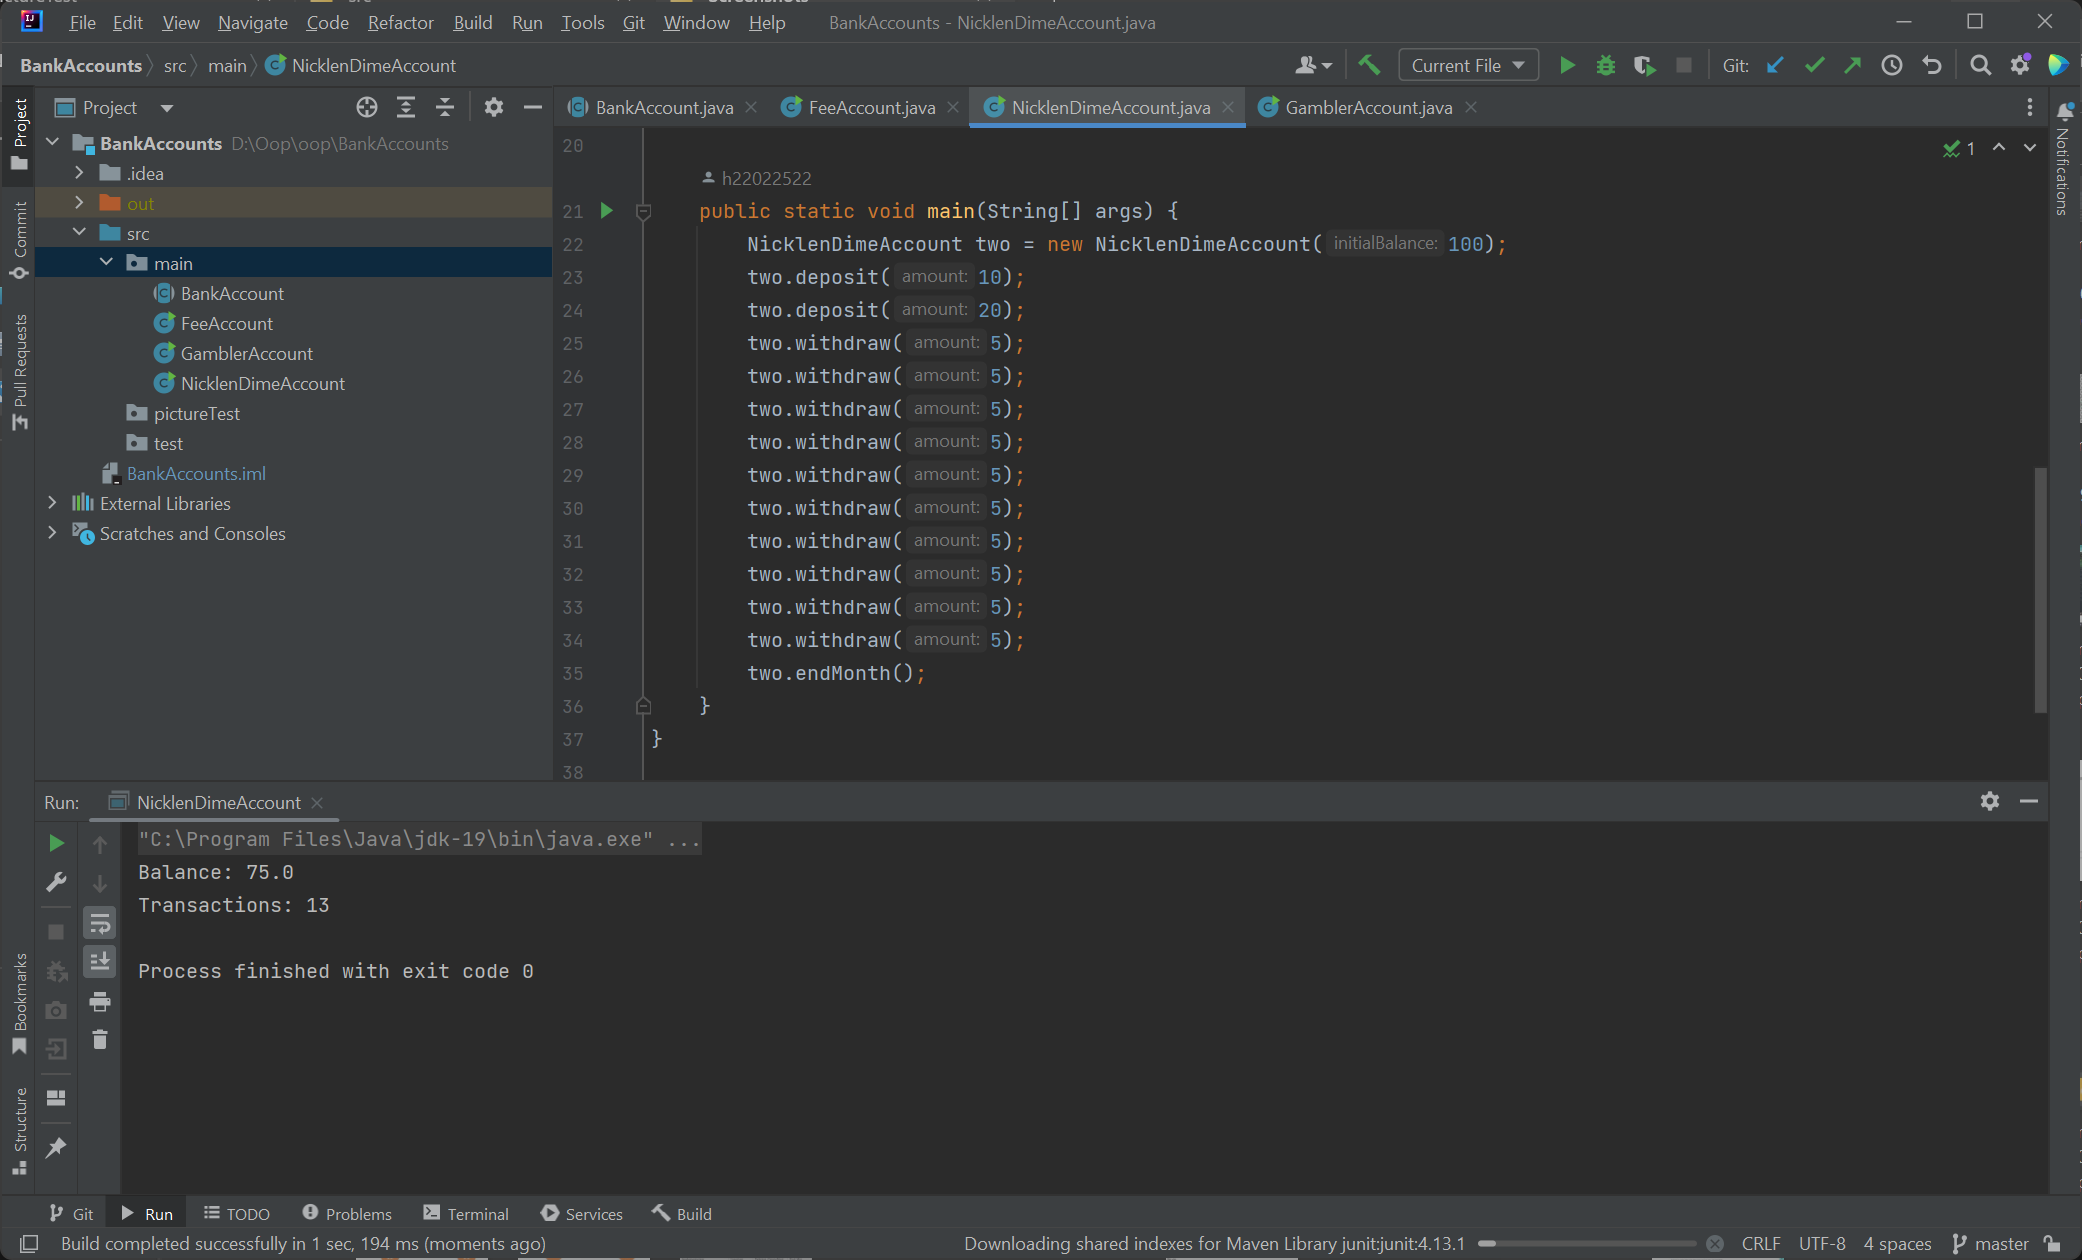 File Edit View Navigate Code Refactor Build Run Tools Git Window Help BankAccounts - NicklenDimeAccount.java
BankAccounts src main NicklenDimeAccount Current File Git:
Project
BankAccount.java FeeAccount.java NicklenDimeAccount.java GamblerAccount.java
Project
Commit
Pull Requests
Bookmarks
Structure
Notifications
BankAccounts D:\Oop\oop\BankAccounts
.idea
out
src
main
BankAccount
FeeAccount
GamblerAccount
NicklenDimeAccount
pictureTest
test
BankAccounts.iml
External Libraries
Scratches and Consoles
20
1
h22022522
21 public static void main(String[] args) {
22 NicklenDimeAccount two = new NicklenDimeAccount( initialBalance: 100);
23 two.deposit( amount: 10);
24 two.deposit( amount: 20);
25 two.withdraw( amount: 5);
26 two.withdraw( amount: 5);
27 two.withdraw( amount: 5);
28 two.withdraw( amount: 5);
29 two.withdraw( amount: 5);
30 two.withdraw( amount: 5);
31 two.withdraw( amount: 5);
32 two.withdraw( amount: 5);
33 two.withdraw( amount: 5);
34 two.withdraw( amount: 5);
35 two.endMonth();
36 }
37 }
38
Run: NicklenDimeAccount
"C:\Program Files\Java\jdk-19\bin\java.exe" ...
Balance: 75.0
Transactions: 13
Process finished with exit code 0
Git Run TODO Problems Terminal Services Build
Build completed successfully in 1 sec, 194 ms (moments ago) Downloading shared indexes for Maven Library junit:junit:4.13.1 CRLF UTF-8 4 spaces master